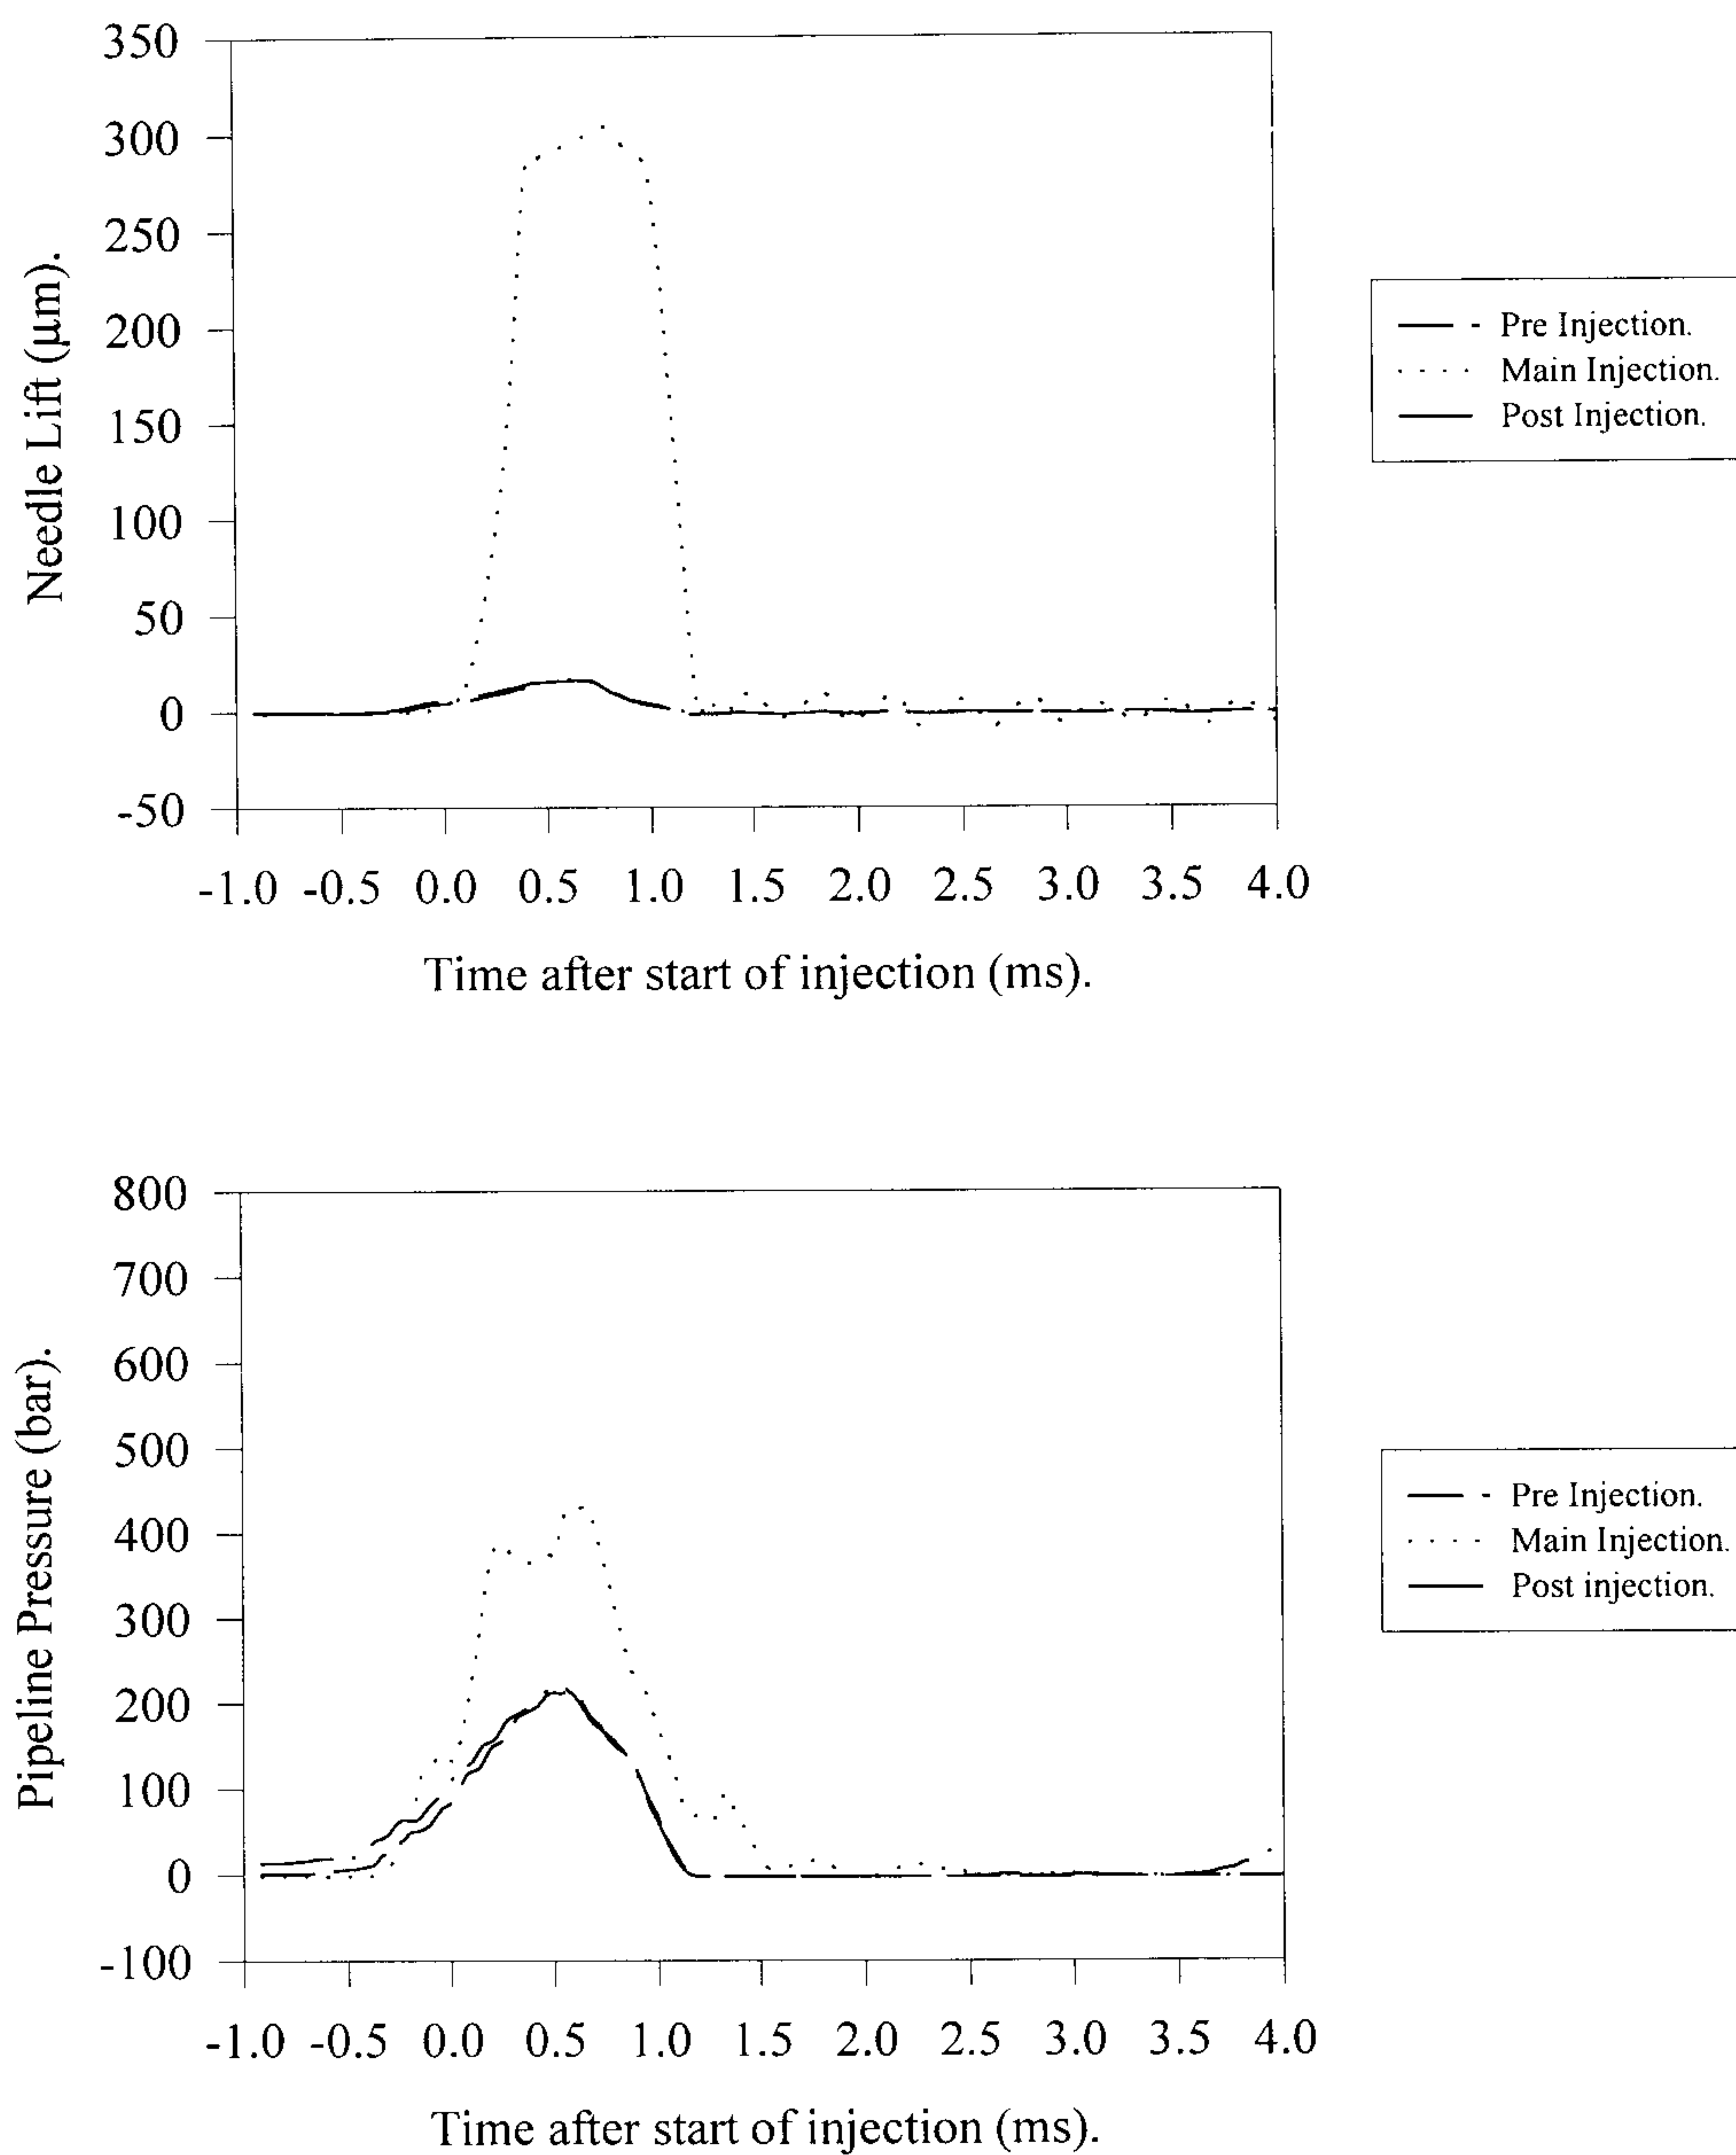 350
300
250
200
150
100
50
0
-50
Needle Lift (µm).
-1.0 -0.5 0.0 0.5 1.0 1.5 2.0 2.5 3.0 3.5 4.0
Time after start of injection (ms).
Pre Injection.
Main Injection.
Post Injection.
800
700
600
500
400
300
200
100
0
-100
Pipeline Pressure (bar).
-1.0 -0.5 0.0 0.5 1.0 1.5 2.0 2.5 3.0 3.5 4.0
Time after start of injection (ms).
Pre Injection.
Main Injection.
Post injection.